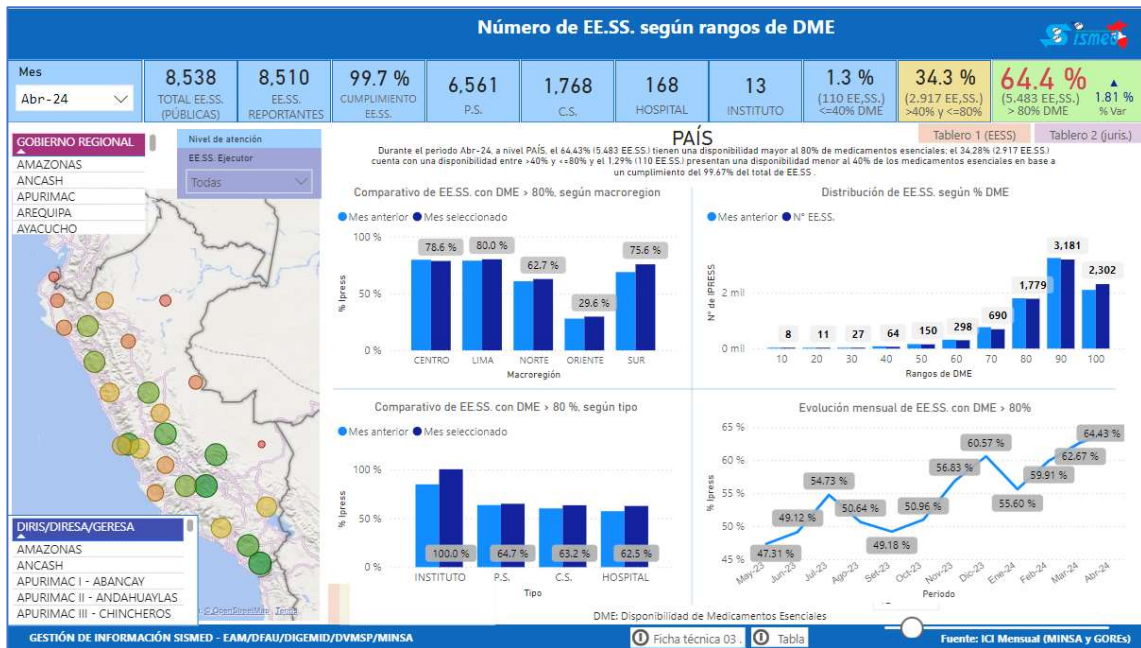 Número de EE.SS. según rangos de DME
Sismed
Mes
Abr-24
8,538
TOTAL EE.SS.
(PÚBLICAS)
8,510
EE.SS.
REPORTANTES
99.7 %
CUMPLIMIENTO
EE.SS.
6,561
P.S.
1,768
C.S.
168
HOSPITAL
13
INSTITUTO
1.3 %
(110 EE,SS.)
<=40% DME
34.3 %
(2.917 EE,SS.)
>40% y <=80%
64.4 %
(5.483 EE,SS.)
> 80% DME
▲
1.81 %
% Var
GOBIERNO REGIONAL
AMAZONAS
ANCASH
APURIMAC
AREQUIPA
AYACUCHO
Nivel de atención
EE.SS. Ejecutor
Todas
PAÍS
Tablero 1 (EESS)
Tablero 2 (juris.)
Durante el periodo Abr-24, a nivel PAÍS, el 64,43% (5.483 EE.SS.) tienen una disponibilidad mayor al 80% de medicamentos esenciales; el 34,28% (2.917 EE.SS.)
cuenta con una disponibilidad entre >40% y <=80% y el 1.29% (110 EE.SS.) presentan una disponibilidad menor al 40% de los medicamentos esenciales en base a
un cumplimiento del 99.67% del total de EE.SS .
Comparativo de EE.SS. con DME > 80%, según macroregion
Mes anterior Mes seleccionado
% Ipress
100 %
50 %
0 %
78.6 %
80.0 %
62.7 %
29.6 %
75.6 %
CENTRO LIMA NORTE ORIENTE SUR
Macroregión
Distribución de EE.SS. según % DME
Mes anterior N° EE.SS.
N° de IPRESS
2 mil
0 mil
8 11 27 64 150 298 690 1,779 3,181 2,302
10 20 30 40 50 60 70 80 90 100
Rangos de DME
Comparativo de EE.SS. con DME > 80 %, según tipo
Mes anterior Mes seleccionado
% Ipress
100 %
50 %
0 %
100.0 % 64.7 % 63.2 % 62.5 %
INSTITUTO P.S. C.S. HOSPITAL
Tipo
Evolución mensual de EE.SS. con DME > 80%
% Ipress
65 %
60 %
55 %
50 %
45 %
47.31 %
49.12 %
54.73 %
50.64 %
49.18 %
50.96 %
56.83 %
60.57 %
55.60 %
59.91 %
62.67 %
64,43 %
May-23 Jun-23 Jul-23 Ago-23 Set-23 Oct-23 Nov-23 Dic-23 Ene-24 Feb-24 Mar-24 Abr-24
Periodo
DIRIS/DIRESA/GERESA
AMAZONAS
ANCASH
APURIMAC I - ABANCAY
APURIMAC II - ANDAHUAYLAS
APURIMAC III - CHINCHEROS
© OpenStreetMap Terms
DME: Disponibilidad de Medicamentos Esenciales
GESTIÓN DE INFORMACIÓN SISMED - EAM/DFAU/DIGEMID/DVMSP/MINSA
Ficha técnica 03 .
Tabla
Fuente: ICI Mensual (MINSA y GOREs)